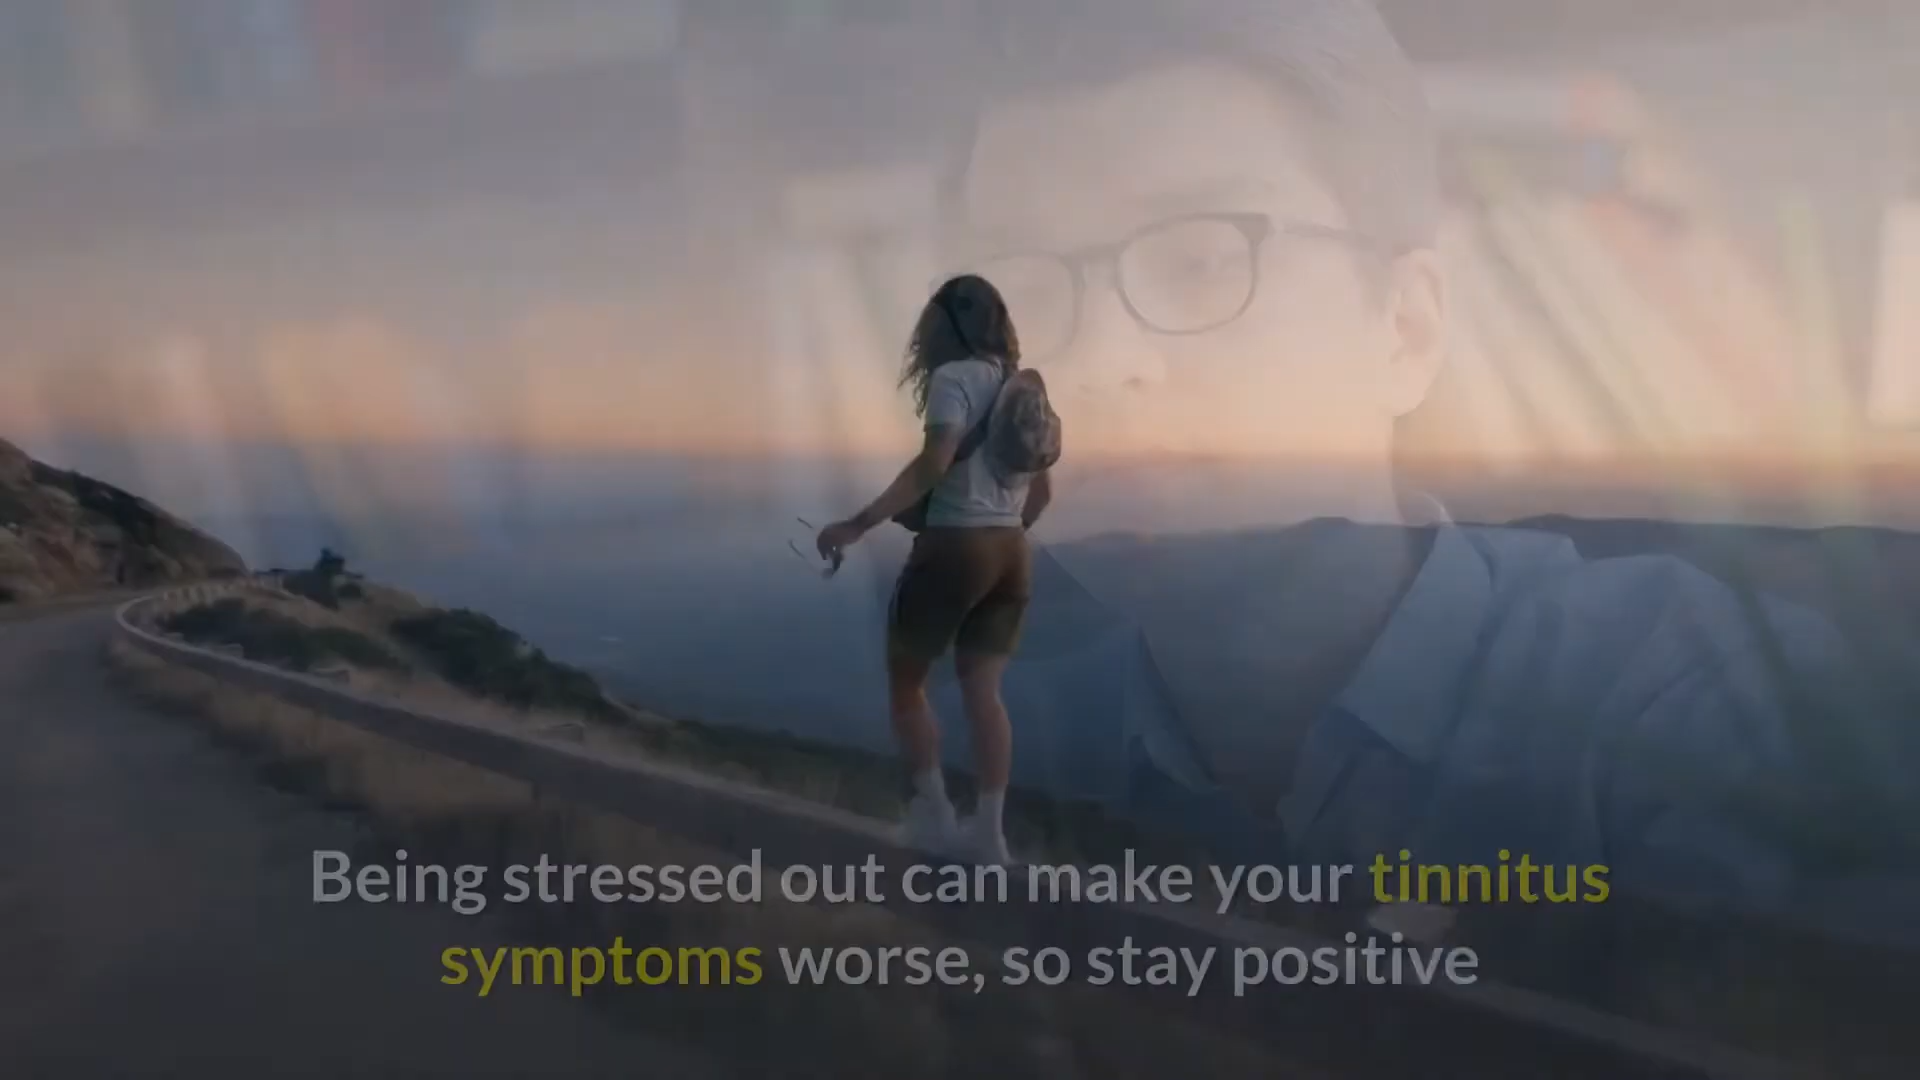 Being stressed out can make your tinnitus
symptoms worse, so stay positive